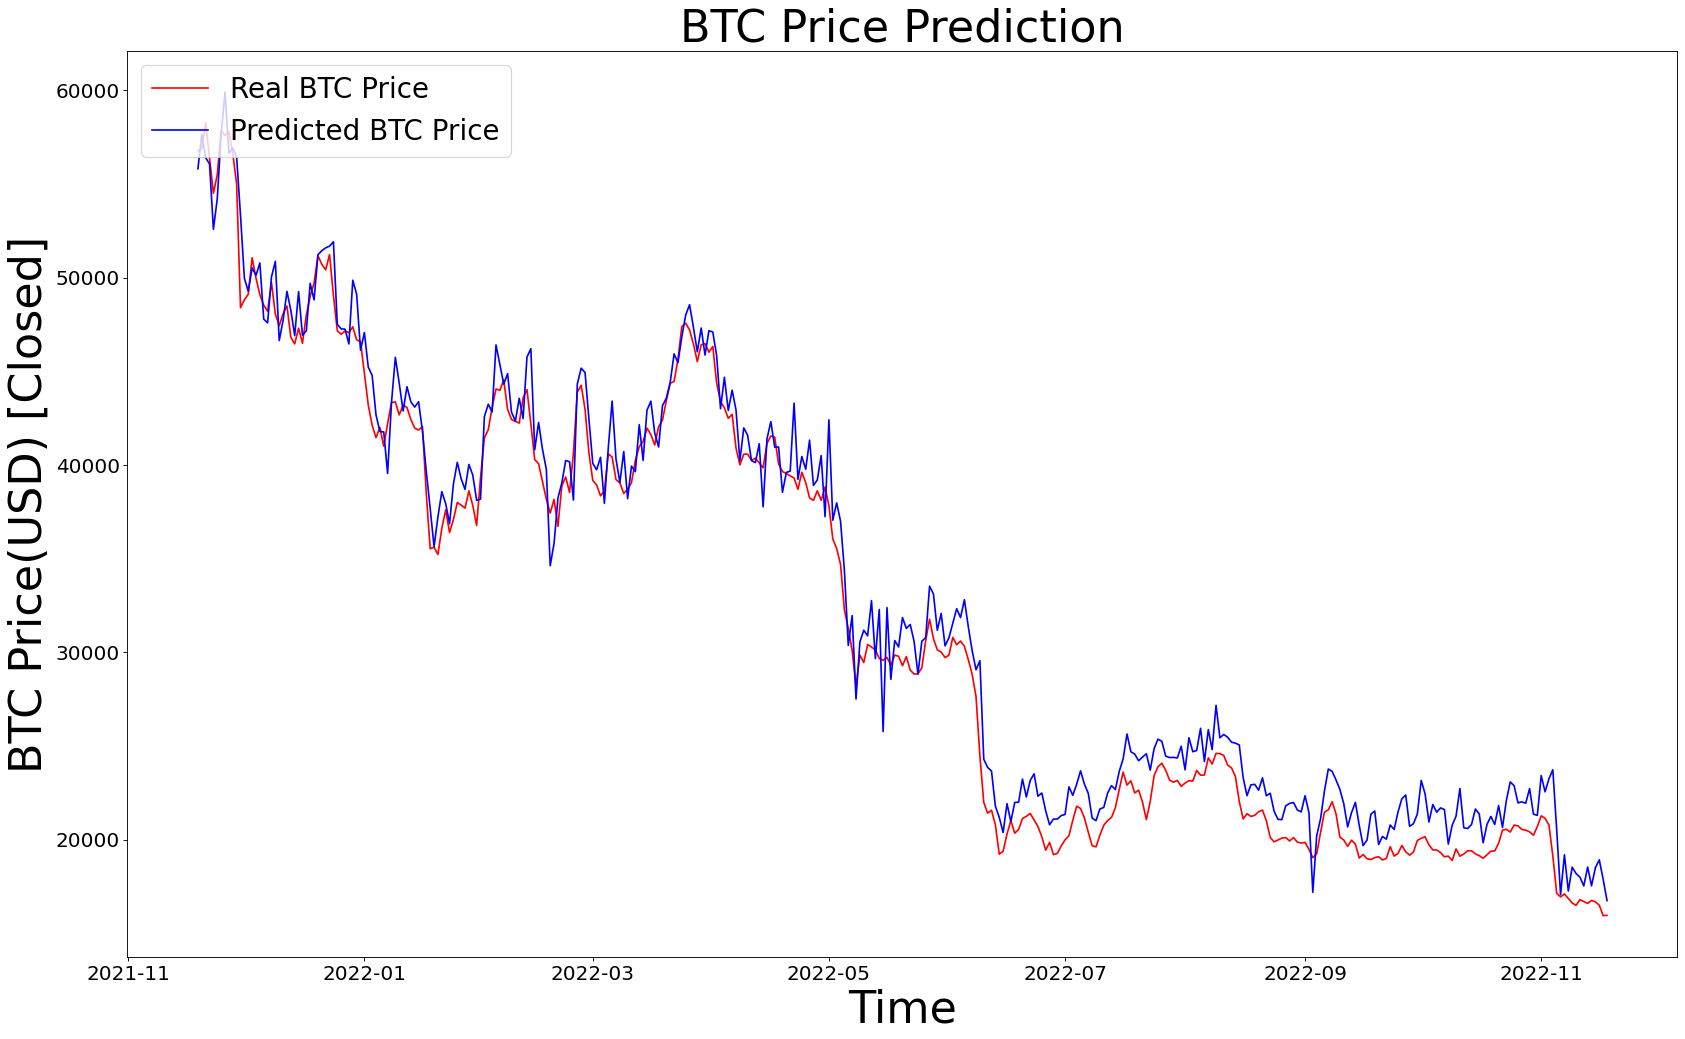 BTC Price Prediction
Real BTC Price
Predicted BTC Price
BTC Price(USD) [Closed]
60000
50000
40000
30000
20000
2021-11
2022-01
2022-03
2022-05
2022-07
2022-09
2022-11
Time